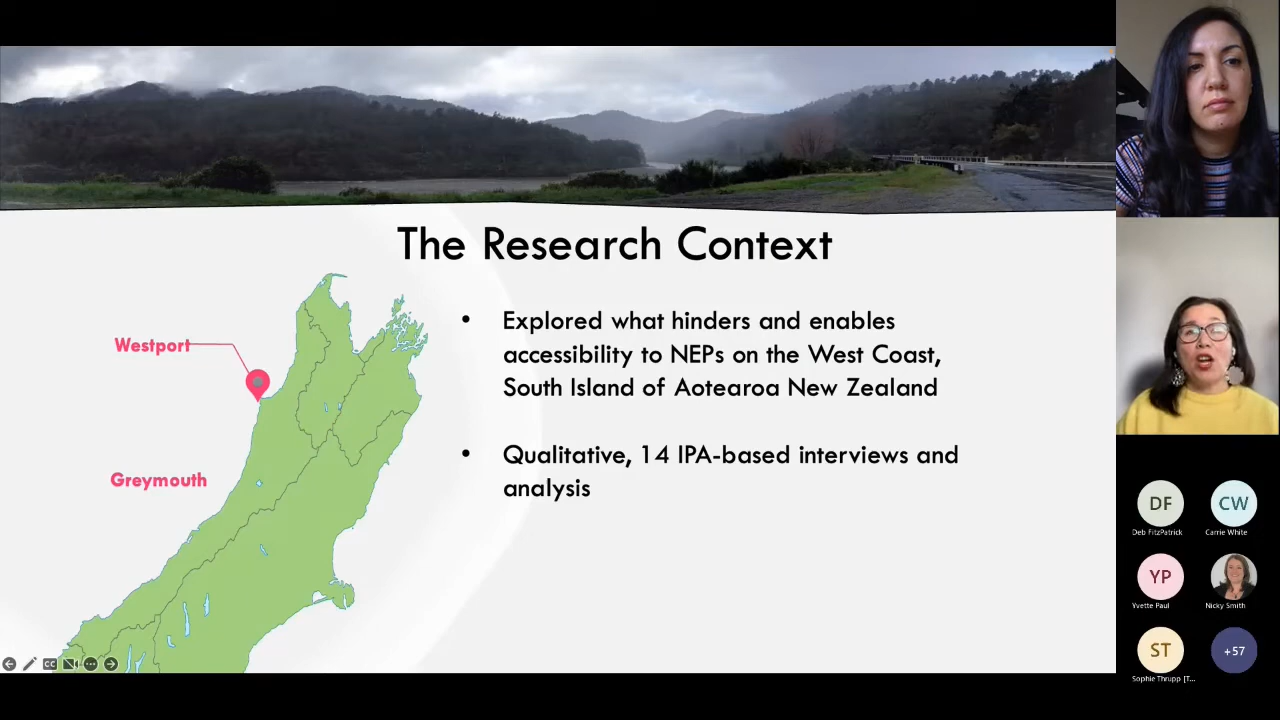 The Research Context
Westport
Greymouth
• Explored what hinders and enables
accessibility to NEPs on the West Coast,
South Island of Aotearoa New Zealand
• Qualitative, 14 IPA-based interviews and
analysis
CC
DF
CW
Deb FitzPatrick
Carrie White
YP
Yvette Paul
Nicky Smith
ST
+57
Sophie Thrupp [T...